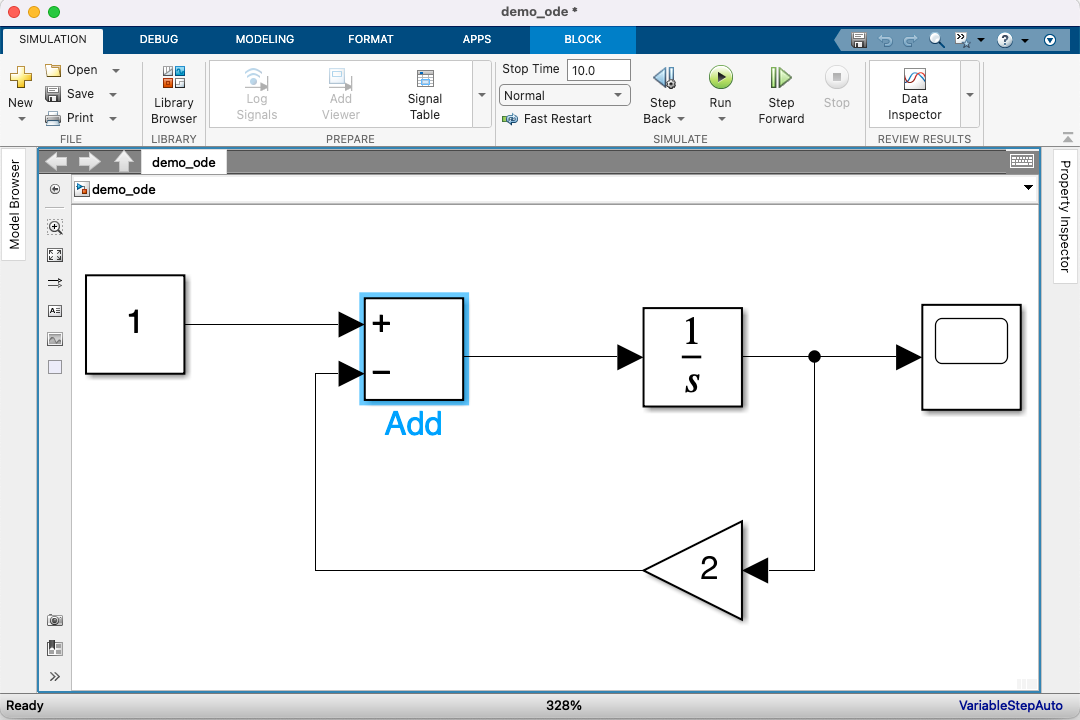 demo_ode *
SIMULATION DEBUG MODELING FORMAT APPS BLOCK
New
Open
Save
Print
FILE
Library
Browser
LIBRARY
Log
Signals
Add
Viewer
Signal
Table
PREPARE
Stop Time 10.0
Normal
Fast Restart
Step
Back
Run
Step
Forward
Stop
SIMULATE
Data
Inspector
REVIEW RESULTS
Model Browser
demo_ode
demo_ode
Property Inspector
1
+
−
Add
1
s
2
Ready 328% VariableStepAuto